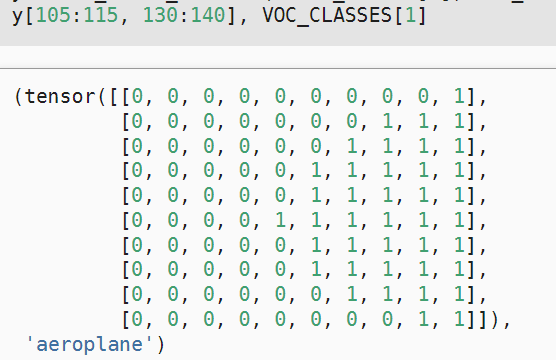 y[105:115, 130:140], VOC_CLASSES[1]
(tensor([[0, 0, 0, 0, 0, 0, 0, 0, 0, 1],
[0, 0, 0, 0, 0, 0, 0, 1, 1, 1],
[0, 0, 0, 0, 0, 0, 1, 1, 1, 1],
[0, 0, 0, 0, 0, 1, 1, 1, 1, 1],
[0, 0, 0, 0, 0, 1, 1, 1, 1, 1],
[0, 0, 0, 0, 1, 1, 1, 1, 1, 1],
[0, 0, 0, 0, 0, 1, 1, 1, 1, 1],
[0, 0, 0, 0, 0, 1, 1, 1, 1, 1],
[0, 0, 0, 0, 0, 0, 1, 1, 1, 1],
[0, 0, 0, 0, 0, 0, 0, 0, 1, 1]]),
'aeroplane')